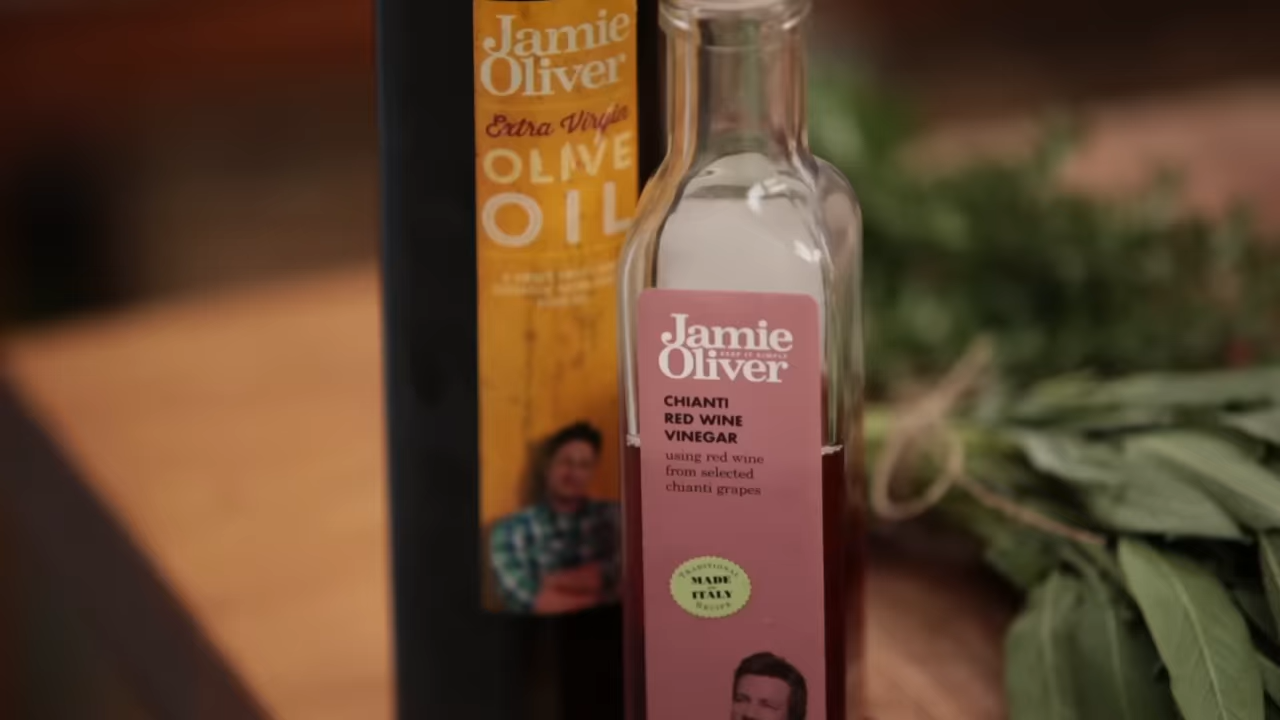 Jamie
Oliver
Extra Virgin
OLIVE
OIL
Jamie
KEEP IT SIMPLE
Oliver
CHIANTI
RED WINE
VINEGAR
using red wine
from selected
chianti grapes
TRADITIONAL
MADE
IN
ITALY
RECIPE